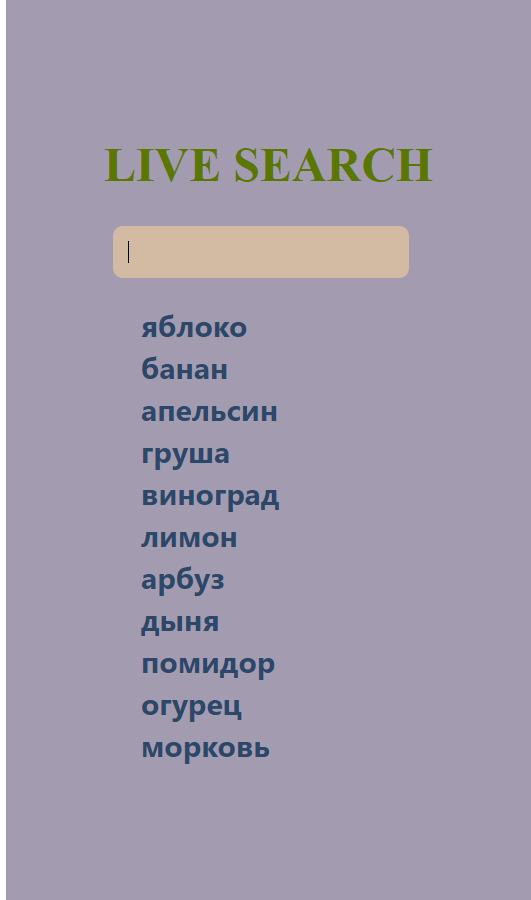 LIVE SEARCH
яблоко
банан
апельсин
груша
виноград
лимон
арбуз
дыня
помидор
огурец
морковь